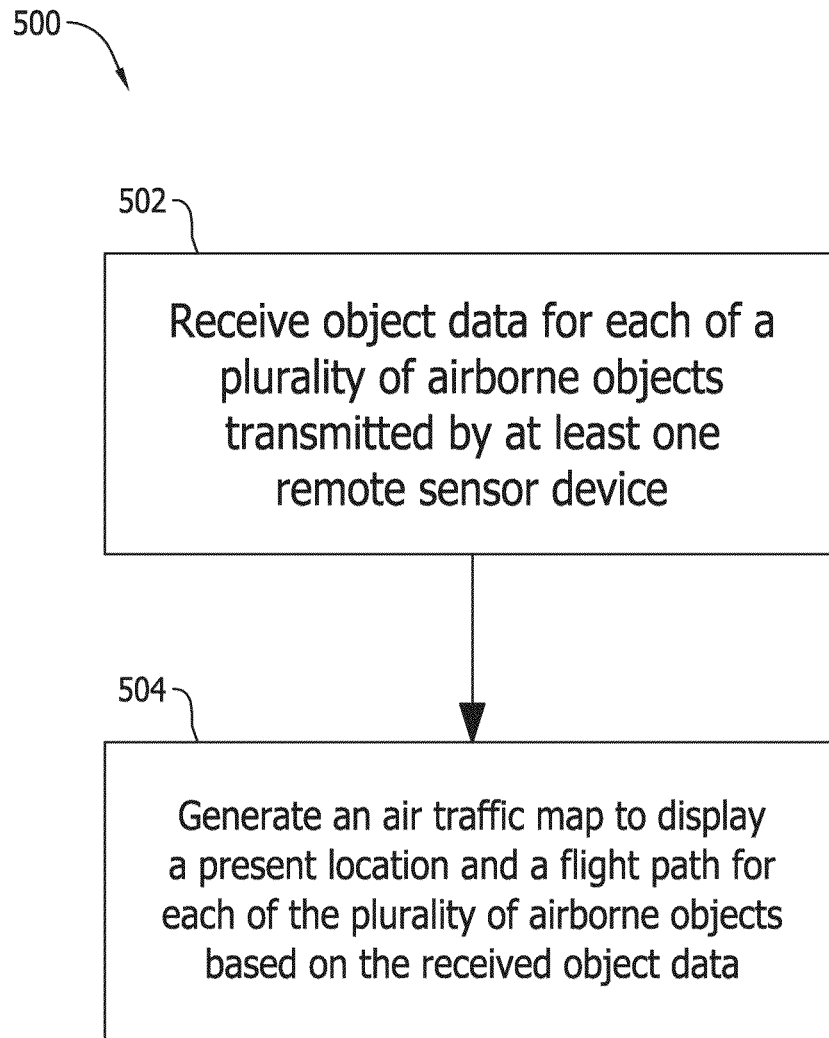 500
502
Receive object data for each of a
plurality of airborne objects
transmitted by at least one
remote sensor device
504
Generate an air traffic map to display
a present location and a flight path for
each of the plurality of airborne objects
based on the received object data